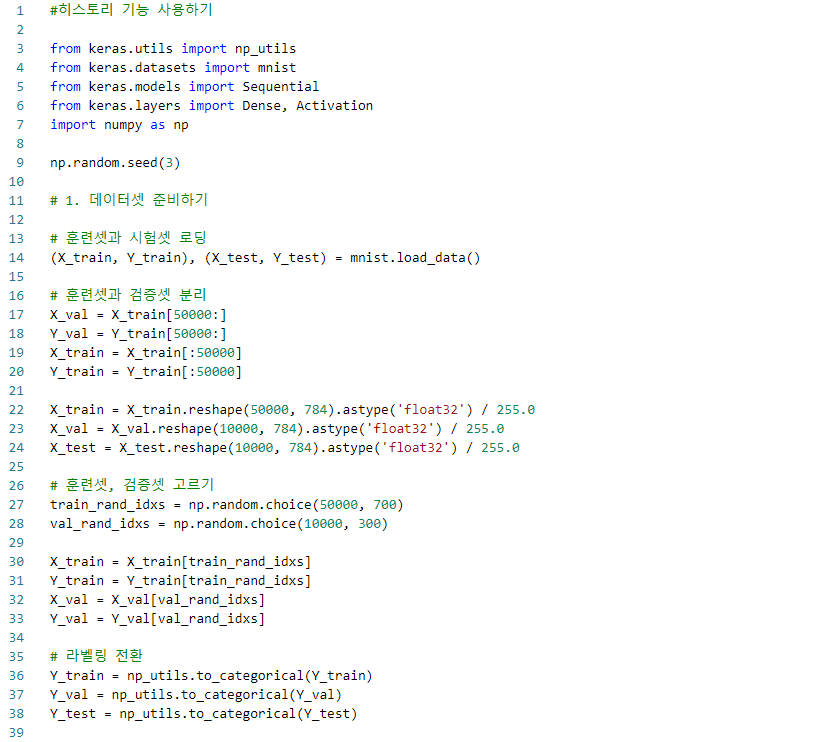 1 #히스토리 기능 사용하기
2
3 from keras.utils import np_utils
4 from keras.datasets import mnist
5 from keras.models import Sequential
6 from keras.layers import Dense, Activation
7 import numpy as np
8
9 np.random.seed(3)
10
11 # 1. 데이터셋 준비하기
12
13 # 훈련셋과 시험셋 로딩
14 (X_train, Y_train), (X_test, Y_test) = mnist.load_data()
15
16 # 훈련셋과 검증셋 분리
17 X_val = X_train[50000:]
18 Y_val = Y_train[50000:]
19 X_train = X_train[:50000]
20 Y_train = Y_train[:50000]
21
22 X_train = X_train.reshape(50000, 784).astype('float32') / 255.0
23 X_val = X_val.reshape(10000, 784).astype('float32') / 255.0
24 X_test = X_test.reshape(10000, 784).astype('float32') / 255.0
25
26 # 훈련셋, 검증셋 고르기
27 train_rand_idxs = np.random.choice(50000, 700)
28 val_rand_idxs = np.random.choice(10000, 300)
29
30 X_train = X_train[train_rand_idxs]
31 Y_train = Y_train[train_rand_idxs]
32 X_val = X_val[val_rand_idxs]
33 Y_val = Y_val[val_rand_idxs]
34
35 # 라벨링 전환
36 Y_train = np_utils.to_categorical(Y_train)
37 Y_val = np_utils.to_categorical(Y_val)
38 Y_test = np_utils.to_categorical(Y_test)
39